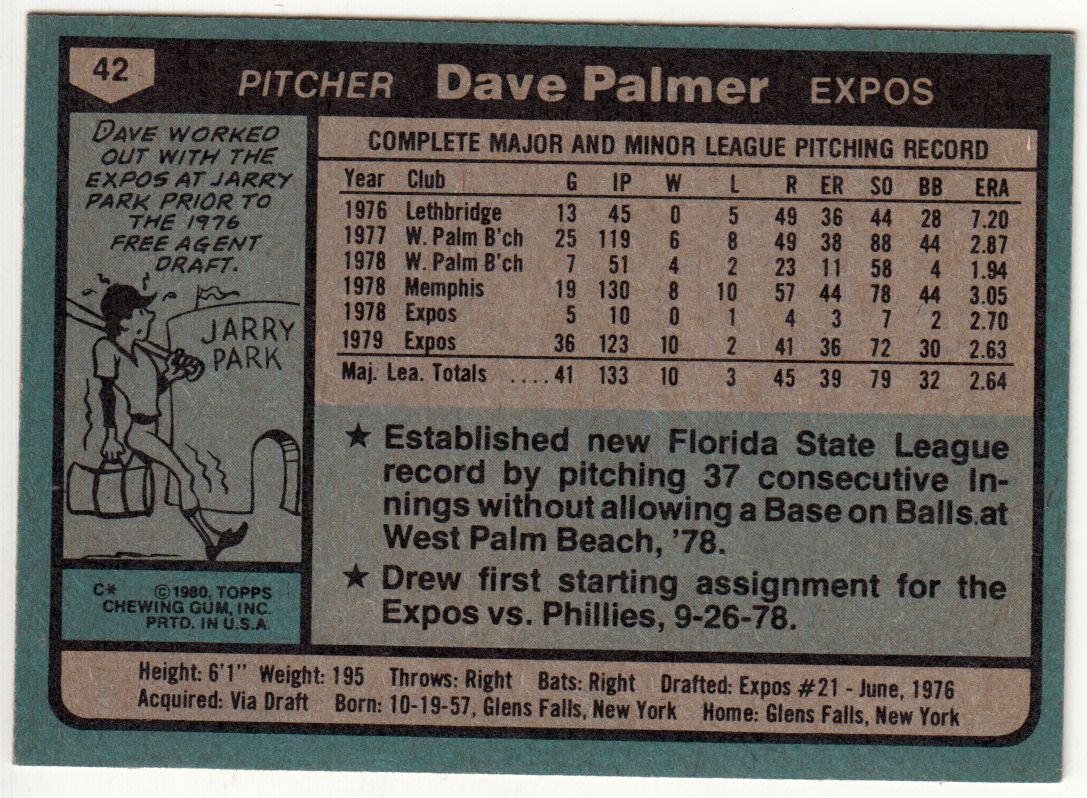 42
PITCHER Dave Palmer EXPOS
DAVE WORKED
OUT WITH THE
EXPOS AT JARRY
PARK PRIOR TO
THE 1976
FREE AGENT
DRAFT.
JARRY
PARK
C* ©1980, TOPPS
CHEWING GUM, INC.
PRTD. IN U.S.A.
COMPLETE MAJOR AND MINOR LEAGUE PITCHING RECORD
Year Club G IP W L R ER SO BB ERA
1976 Lethbridge 13 45 0 5 49 36 44 28 7.20
1977 W. Palm B'ch 25 119 6 8 49 38 88 44 2.87
1978 W. Palm B'ch 7 51 4 2 23 11 58 4 1.94
1978 Memphis 19 130 8 10 57 44 78 44 3.05
1978 Expos 5 10 0 1 4 3 7 2 2.70
1979 Expos 36 123 10 2 41 36 72 30 2.63
Maj. Lea. Totals ....41 133 10 3 45 39 79 32 2.64
★ Established new Florida State League
record by pitching 37 consecutive In-
nings without allowing a Base on Balls.at
West Palm Beach, '78.
★ Drew first starting assignment for the
Expos vs. Phillies, 9-26-78.
Height: 6'1" Weight: 195 Throws: Right Bats: Right Drafted: Expos #21 - June, 1976
Acquired: Via Draft Born: 10-19-57, Glens Falls, New York Home: Glens Falls, New York